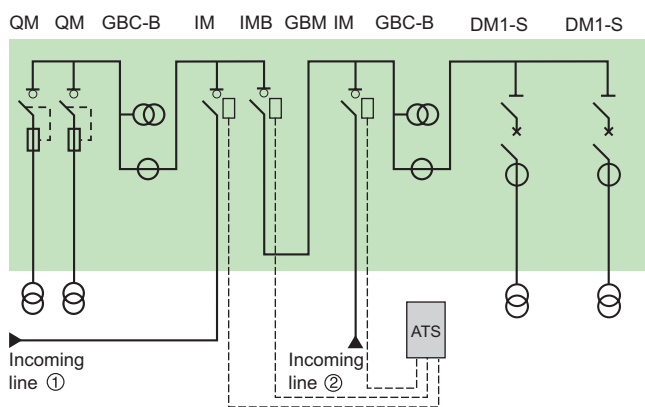 QM QM GBC-B IM IMB GBM IM GBC-B DM1-S DM1-S
ATS
Incoming
line ①
Incoming
line ②